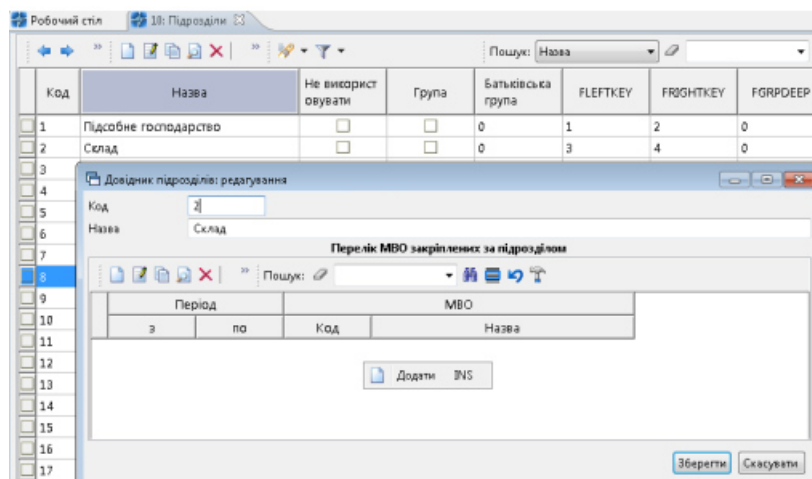 Робочий стіл 10: Підрозділи
» » Пошук: Назва
Код Назва Не використовувати Група Батьківська група FLEFTKEY FRIGHTKEY FGRPDEEP
1 Підсобне господарство 0 1 2 0
2 Склад 0 3 4 0
3
Довідник підрозділів: редагування
4
Код 2
5
Назва Склад
6
Перелік МВО закріплених за підрозділом
7
» Пошук:
8
9
Період МВО
10
з по Код Назва
11
12
Додати INS
13
14
15
16
Зберегти Скасувати
17